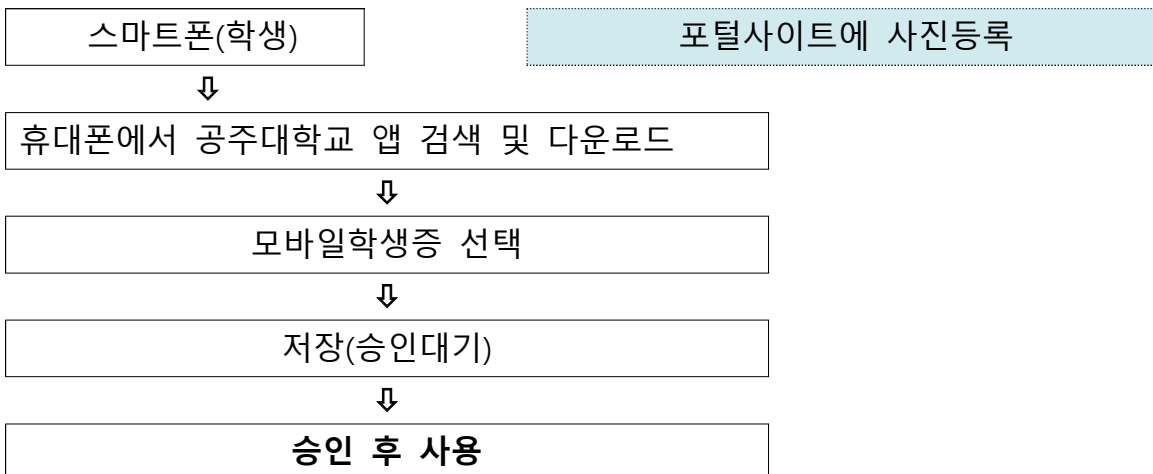 스마트폰(학생)
포털사이트에 사진등록
⇩
휴대폰에서 공주대학교 앱 검색 및 다운로드
⇩
모바일학생증 선택
⇩
저장(승인대기)
⇩
승인 후 사용